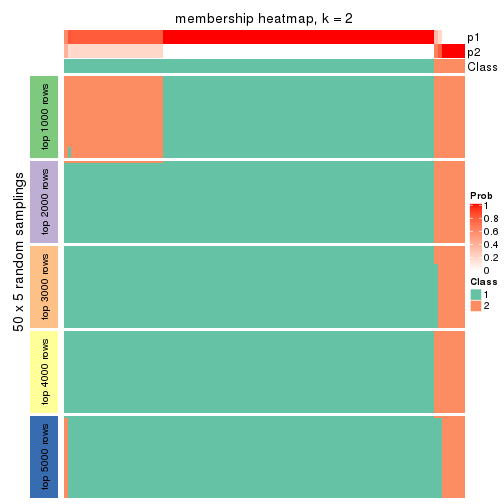 membership heatmap, k = 2
p1
p2
Class
50 x 5 random samplings
top 1000 rows
top 2000 rows
top 3000 rows
top 4000 rows
top 5000 rows
Prob
1
0.8
0.6
0.4
0.2
0
Class
1
2